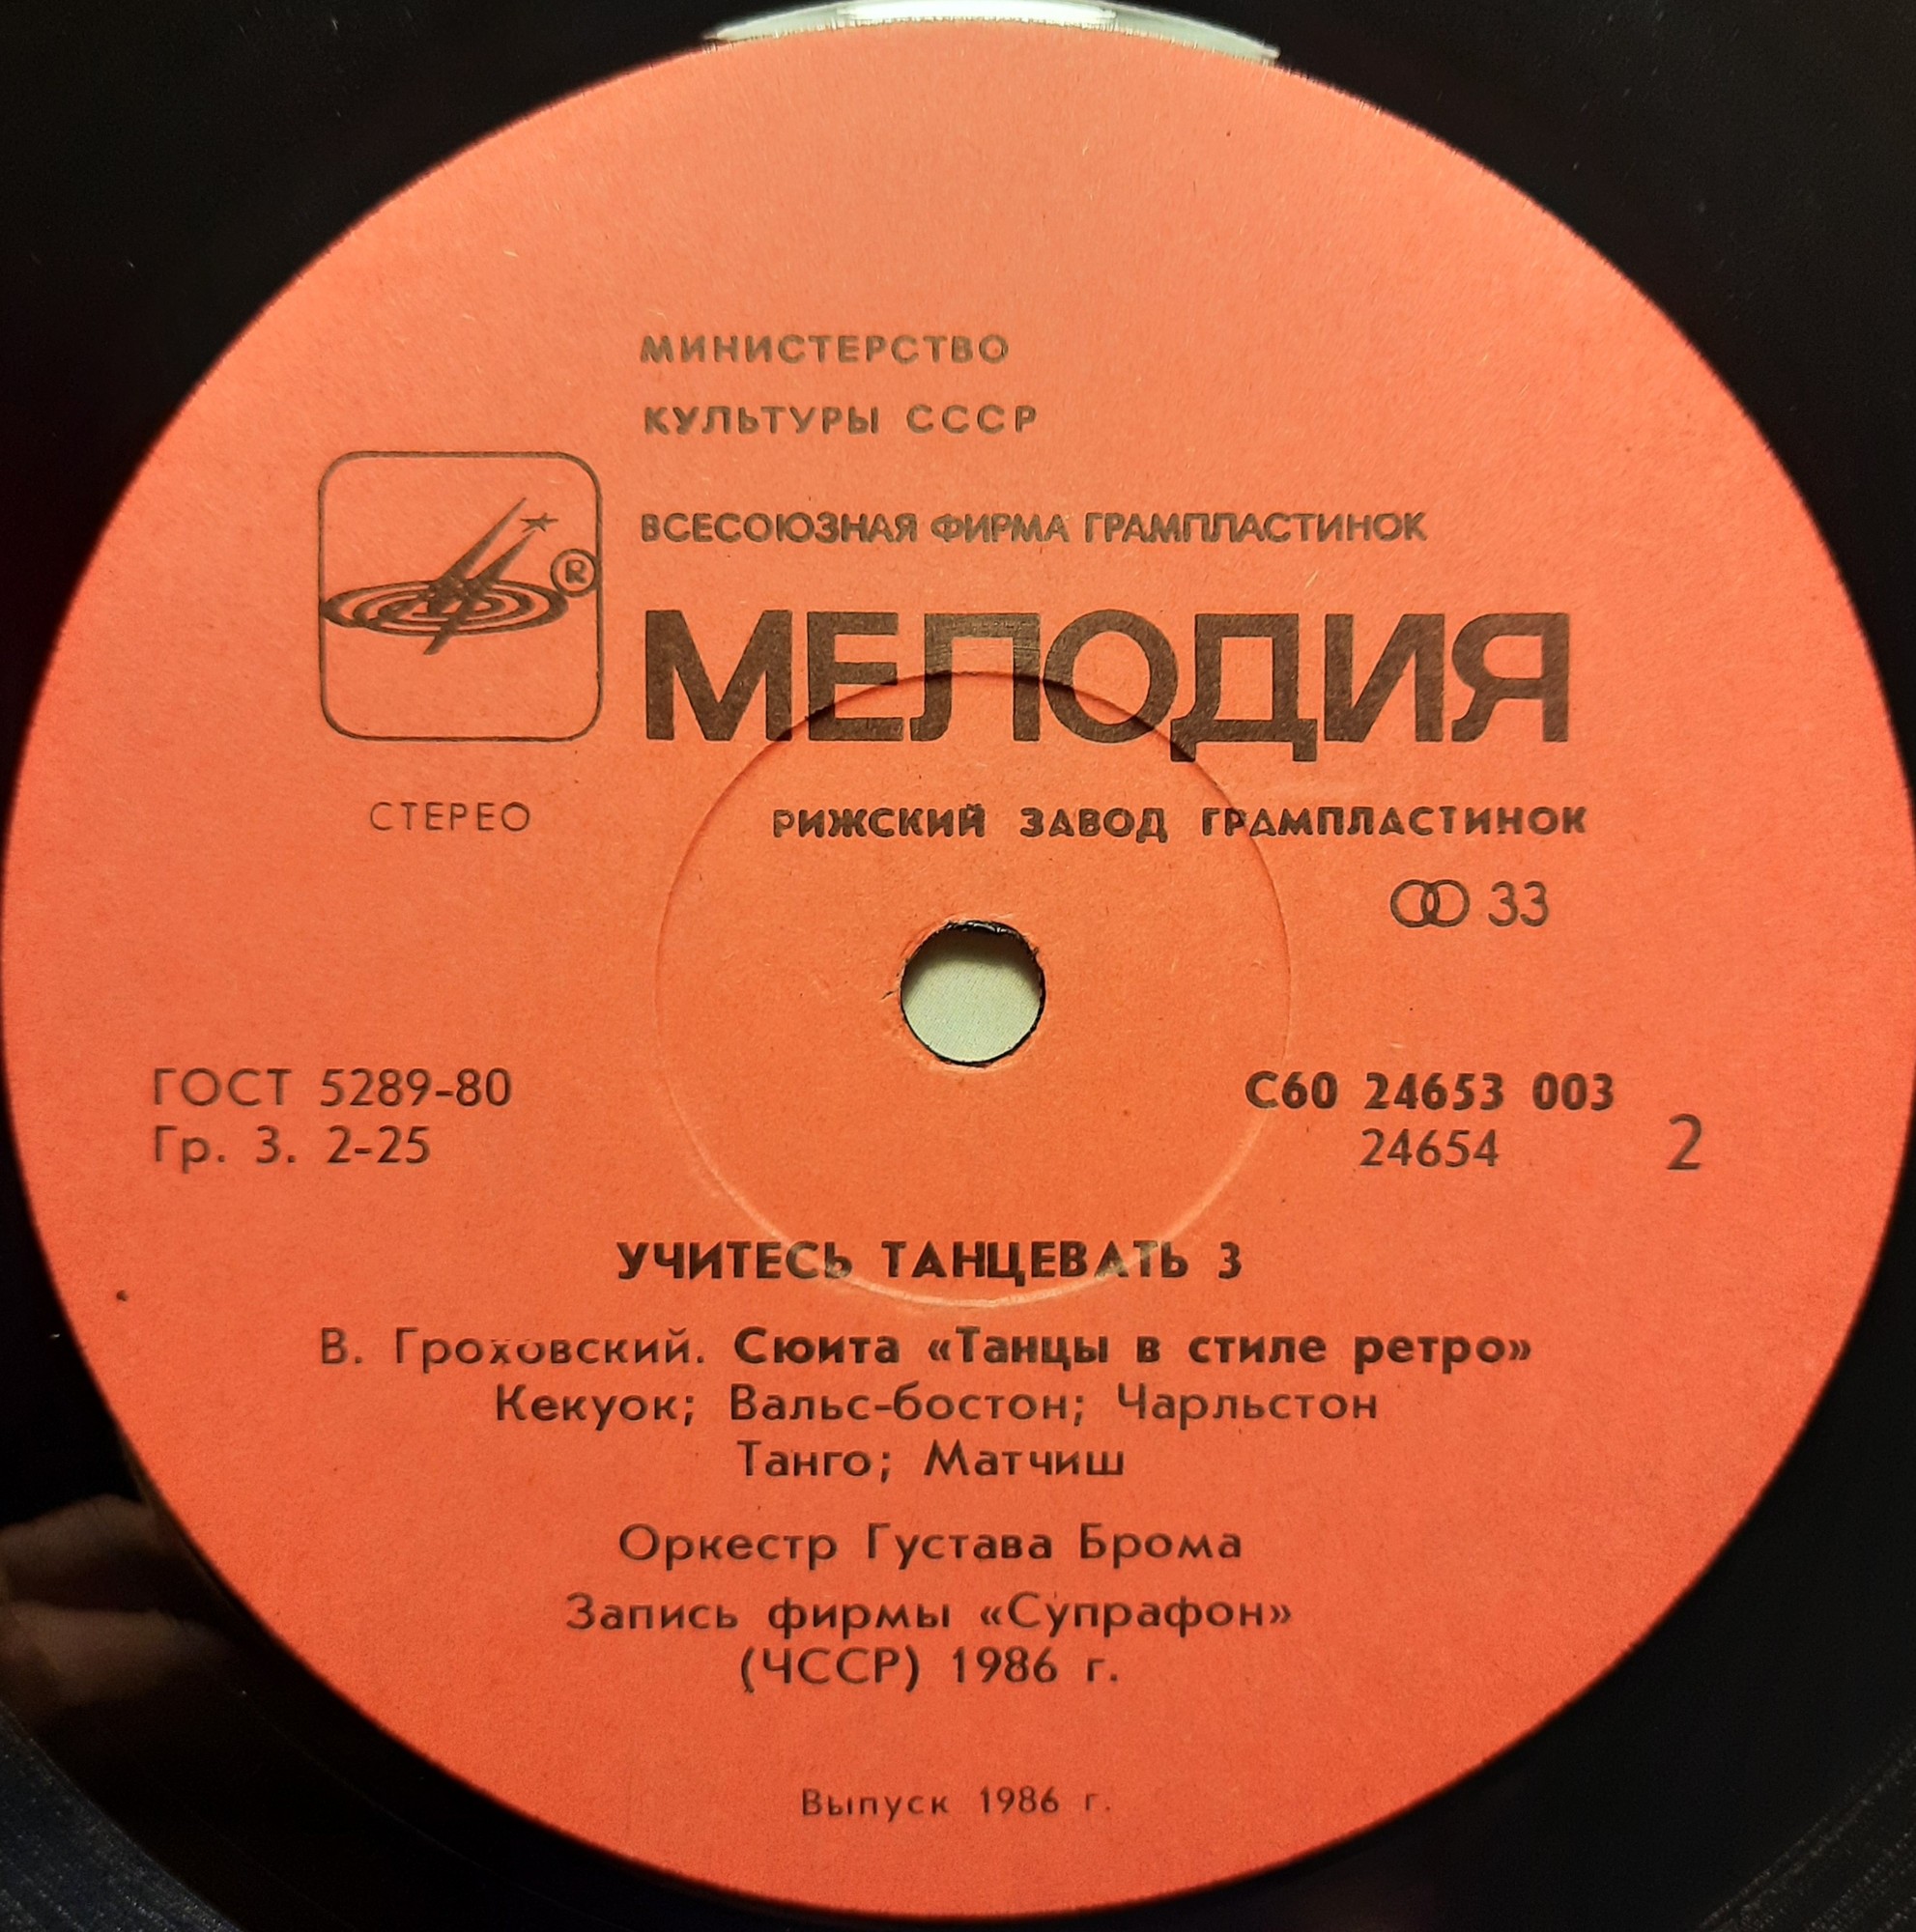 МИНИСТЕРСТВО
КУЛЬТУРЫ СССР
ВСЕСОЮЗНАЯ ФИРМА ГРАМПЛАСТИНОК
®
МЕЛОДИЯ
СТЕРЕО
РИЖСКИЙ ЗАВОД ГРАМПЛАСТИНОК
33
ГОСТ 5289-80
Гр. 3. 2-25
С60 24653 003
24654
2
УЧИТЕСЬ ТАНЦЕВАТЬ 3
В. Гроховский. Сюита «Танцы в стиле ретро»
Кекуок; Вальс-бостон; Чарльстон
Танго; Матчиш
Оркестр Густава Брома
Запись фирмы «Супрафон»
(ЧССР) 1986 г.
Выпуск 1986 г.